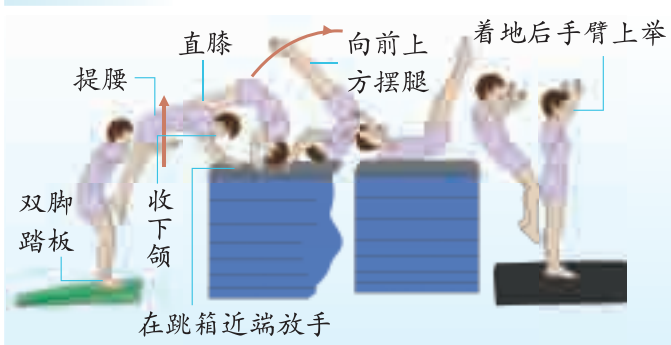 直膝
提腰
向前上
方摆腿
着地后手臂上举
双脚
踏板
收下颌
在跳箱近端放手